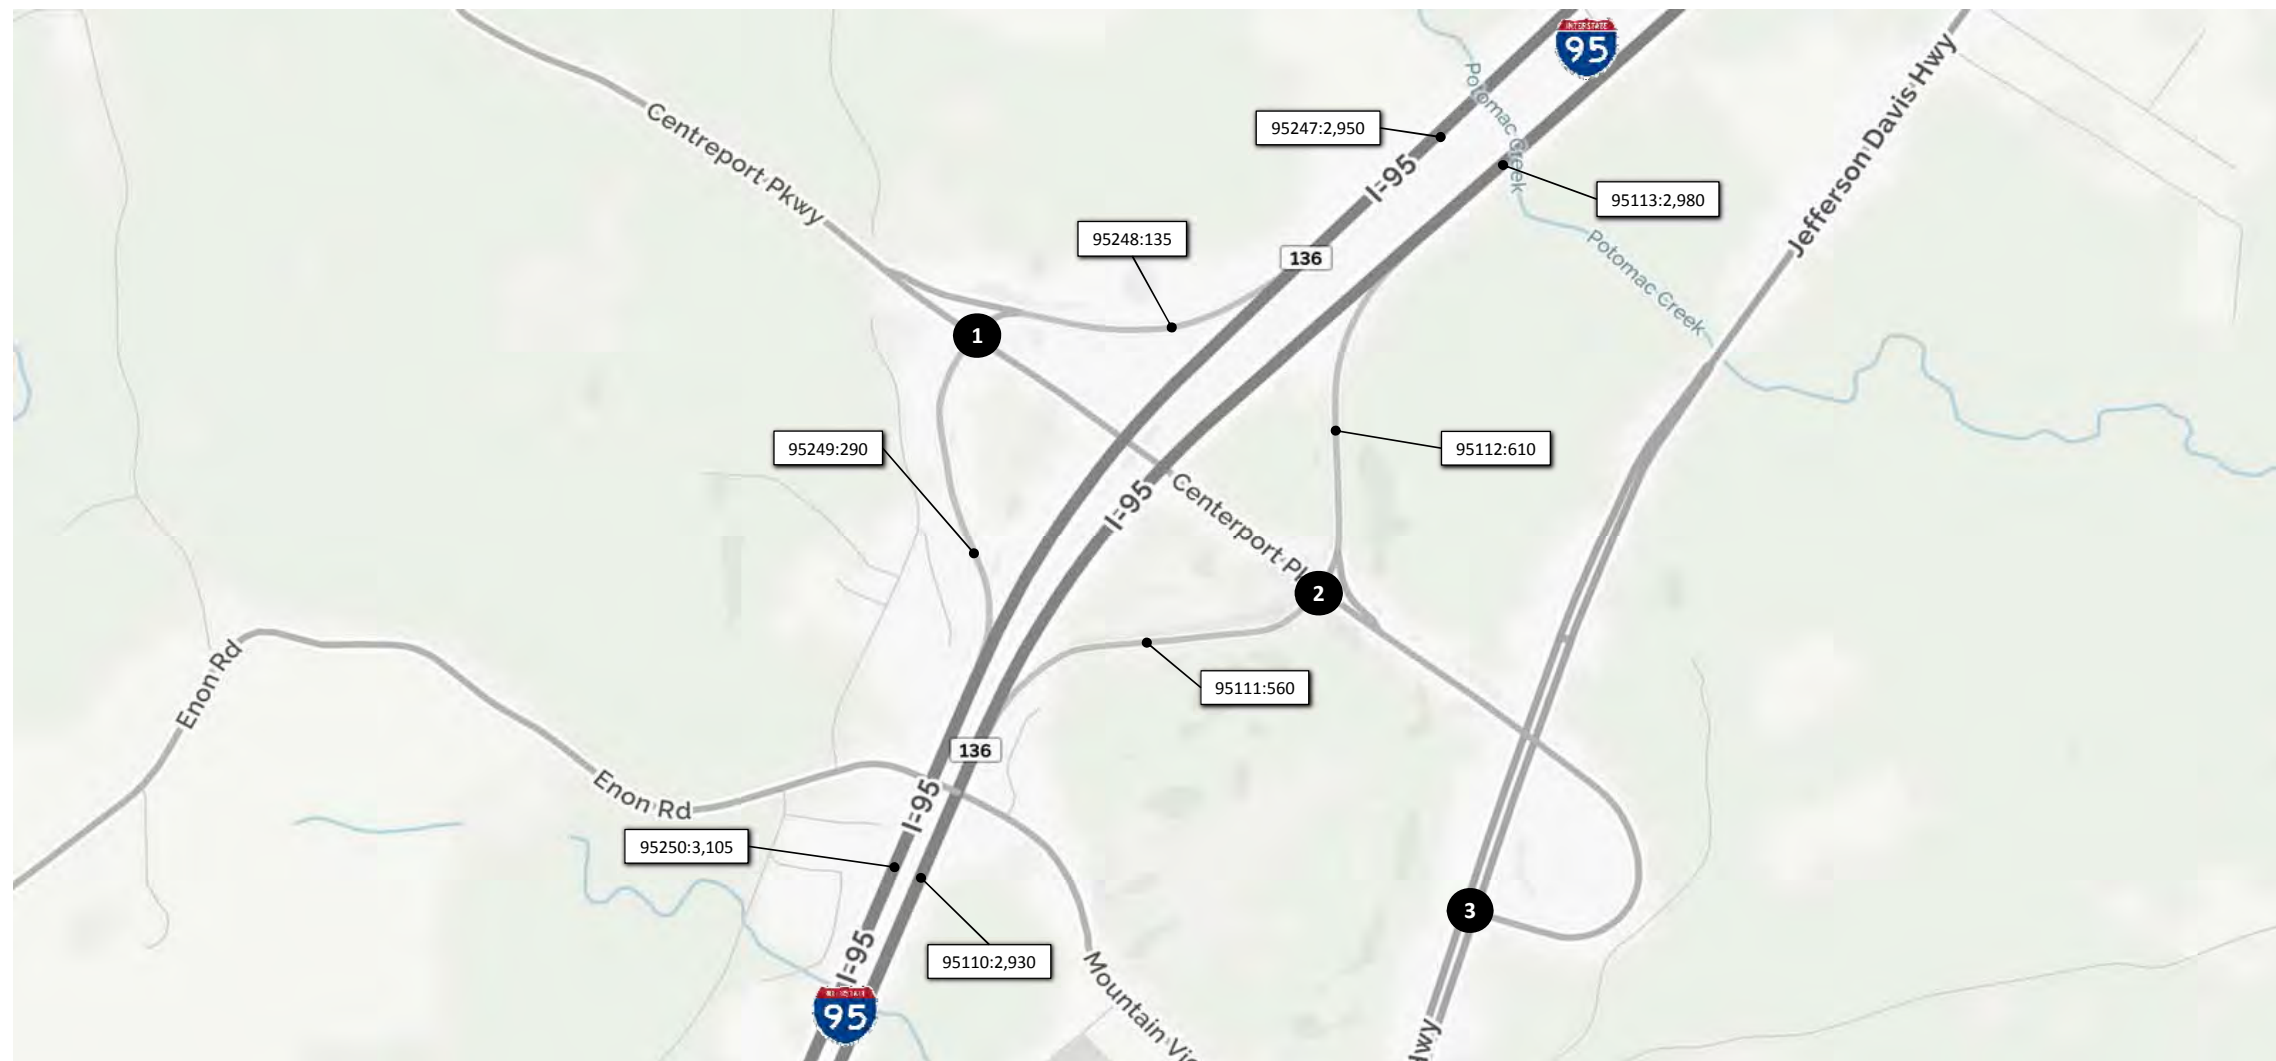 INTERSTATE
95
Jefferson Davis Hwy
Potomac Creek
95247:2,950
Centreport Pkwy
I-95
95113:2,980
95248:135
136
Potomac Creek
1
95249:290
95112:610
I-95
Centerport
2
95111:560
Enon Rd
136
Enon Rd
I-95
95250:3,105
3
95110:2,930
I-95
Mountain
95
Hwy